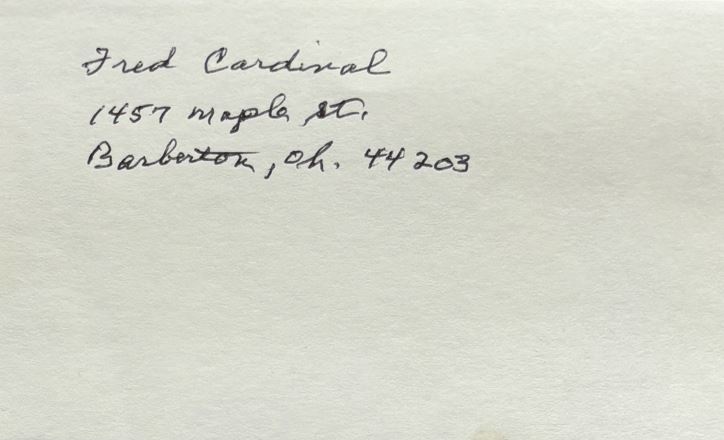 Fred Cardinal
1457 maple st.
Barberton, Oh. 44203